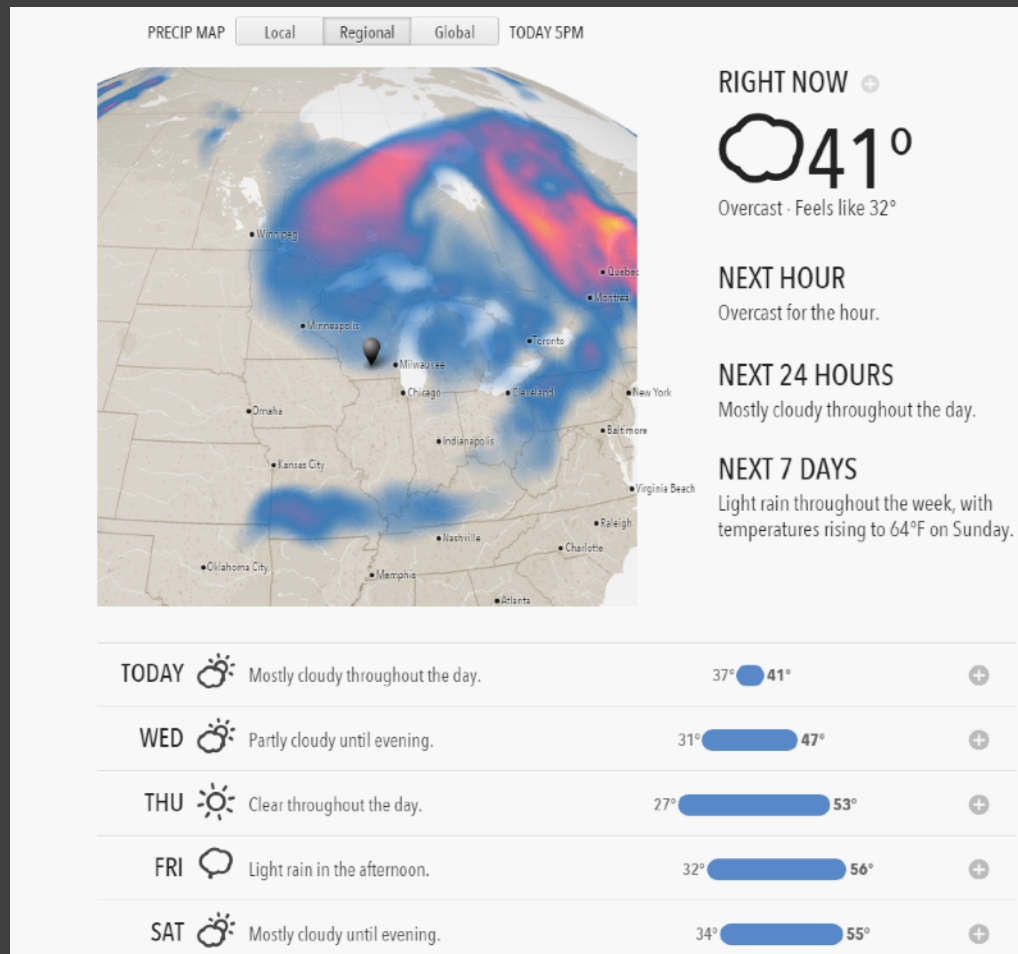 PRECIP MAP Local Regional Global TODAY 5PM
Winnipeg
Quebec
Montreal
Minneapolis
Toronto
Milwaukee
Chicago
Cleveland
New York
Omaha
Baltimore
Indianapolis
Kansas City
Virginia Beach
Raleigh
Nashville
Charlotte
Oklahoma City
Memphis
Atlanta
RIGHT NOW
41°
Overcast · Feels like 32°
NEXT HOUR
Overcast for the hour.
NEXT 24 HOURS
Mostly cloudy throughout the day.
NEXT 7 DAYS
Light rain throughout the week, with
temperatures rising to 64°F on Sunday.
TODAY Mostly cloudy throughout the day. 37° 41°
WED Partly cloudy until evening. 31° 47°
THU Clear throughout the day. 27° 53°
FRI Light rain in the afternoon. 32° 56°
SAT Mostly cloudy until evening. 34° 55°